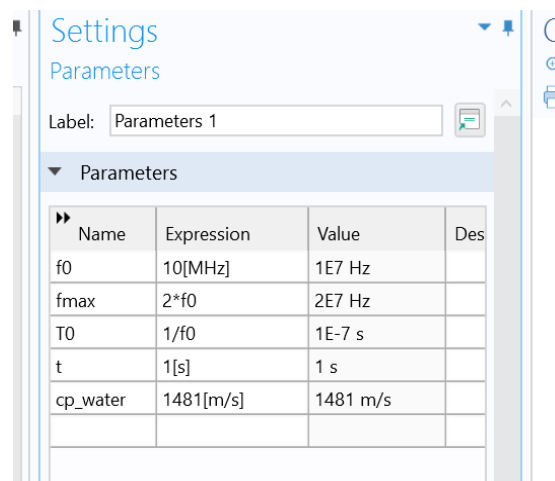 Settings
Parameters
Label: Parameters 1
Parameters
Name Expression Value Des
f0 10[MHz] 1E7 Hz
fmax 2*f0 2E7 Hz
T0 1/f0 1E-7 s
t 1[s] 1 s
cp_water 1481[m/s] 1481 m/s